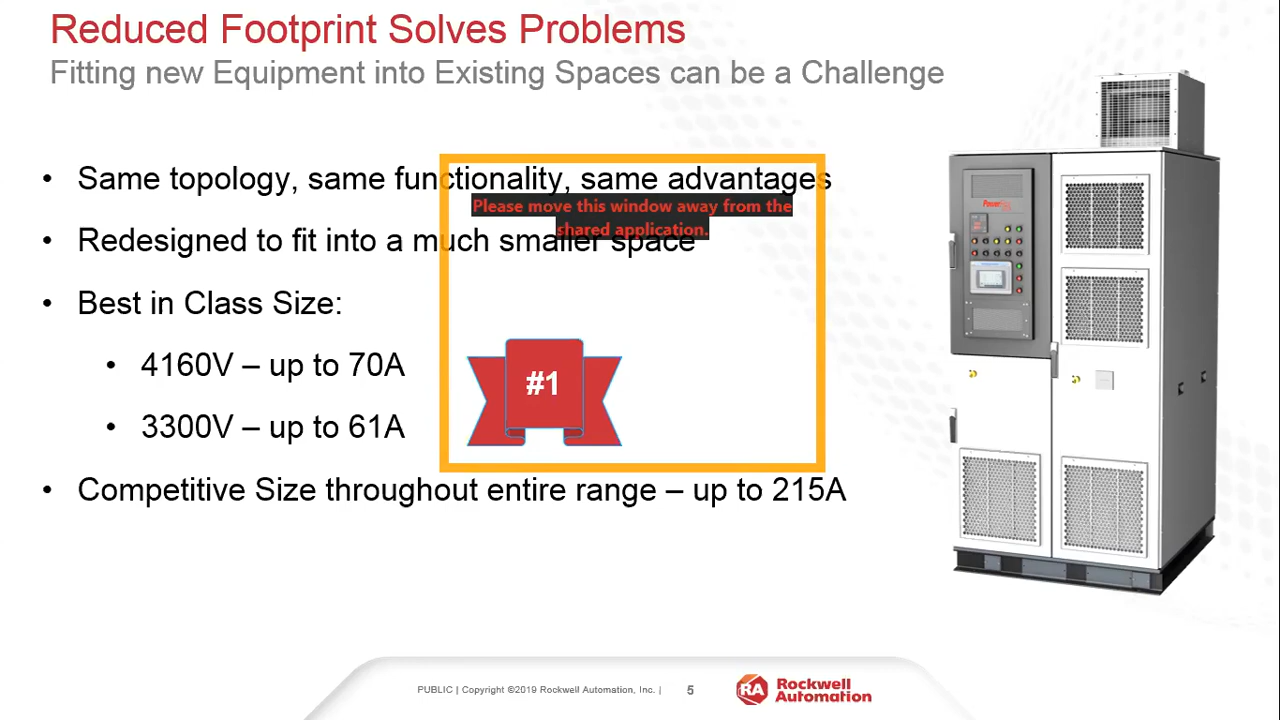 Reduced Footprint Solves Problems
Fitting new Equipment into Existing Spaces can be a Challenge
• Same topology, same functionality, same advantages
Please move this window away from the
shared application.
• Redesigned to fit into a much smaller space
• Best in Class Size:
• 4160V – up to 70A
#1
• 3300V – up to 61A
• Competitive Size throughout entire range – up to 215A
PUBLIC | Copyright ©2019 Rockwell Automation, Inc. |
5
RA
Rockwell
Automation